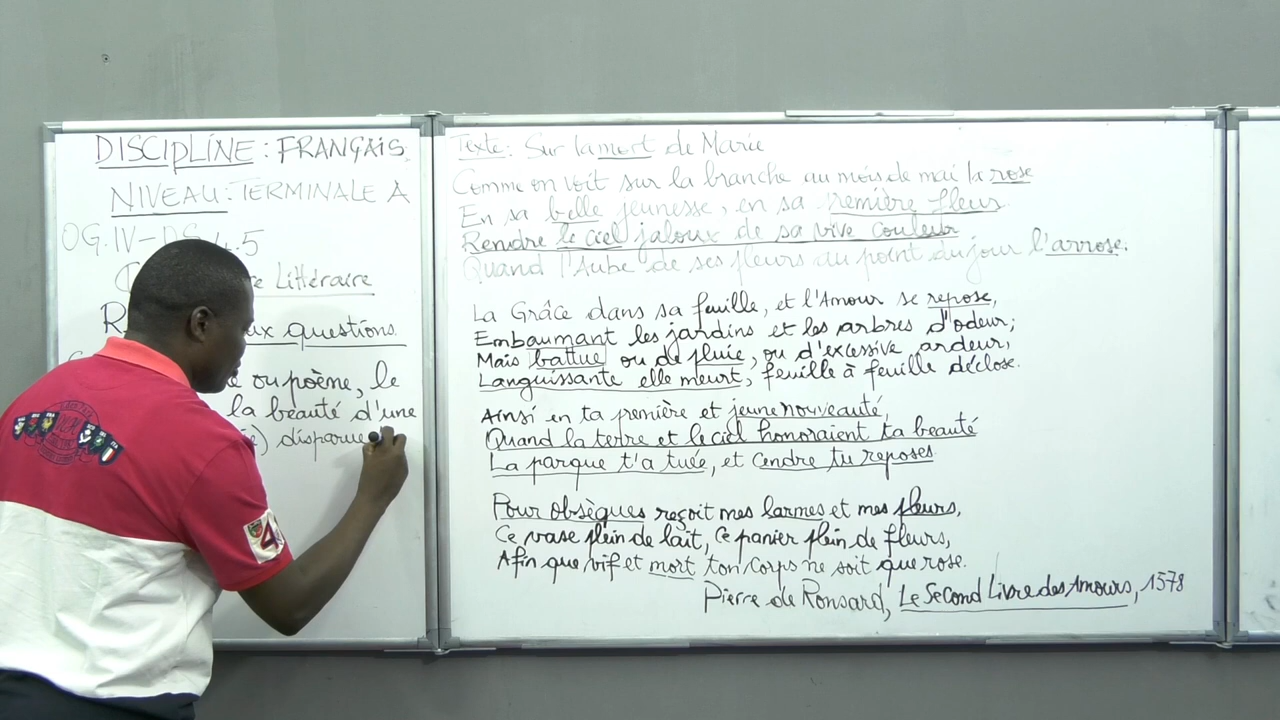 DISCIPLINE : FRANÇAIS
NIVEAU : TERMINALE A
OG.IV-OS 4.5
Littéraire
questions
ou poème, le
la beauté d'une
disparue
Texte : Sur la mort de Marie
Comme on voit sur la branche au mois de mai la rose
En sa belle jeunesse, en sa première fleur
Rendre le ciel jaloux de sa vive couleur
Quand l'Aube de ses pleurs au point du jour l'arrose.
La Grâce dans sa feuille, et l'Amour se repose,
Embaumant les jardins et les arbres d'odeur;
Mais battue ou de pluie, ou d'excessive ardeur,
Languissante elle meurt, feuille à feuille déclose.
Ainsi en ta première et jeune nouveauté,
Quand la terre et le ciel honoraient ta beauté
La parque t'a tuée, et cendre tu reposes
Pour obsèques reçoit mes larmes et mes pleurs,
Ce vase plein de lait, ce panier plein de fleurs,
Afin que vif et mort ton corps ne soit que rose.
Pierre de Ronsard, Le Second Livre des Amours, 1578